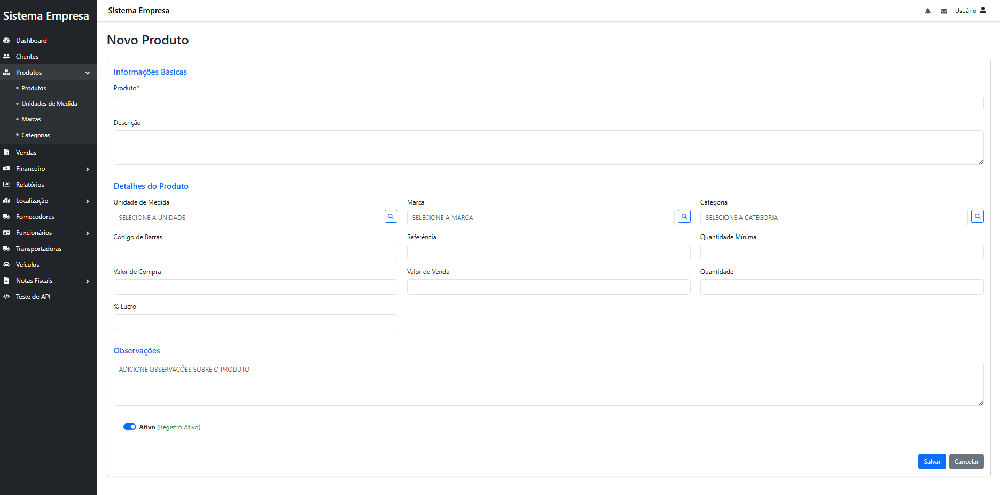 Sistema Empresa
Sistema Empresa
Usuário
Dashboard
Clientes
Produtos
Produtos
Unidades de Medida
Marcas
Categorias
Vendas
Financeiro
Relatórios
Localização
Fornecedores
Funcionários
Transportadoras
Veículos
Notas Fiscais
Teste de API
Novo Produto
Informações Básicas
Produto*
Descrição
Detalhes do Produto
Unidade de Medida Marca Categoria
SELECIONE A UNIDADE SELECIONE A MARCA SELECIONE A CATEGORIA
Código de Barras Referência Quantidade Mínima
Valor de Compra Valor de Venda Quantidade
% Lucro
Observações
ADICIONE OBSERVAÇÕES SOBRE O PRODUTO
Ativo (Registro Ativo)
Salvar Cancelar